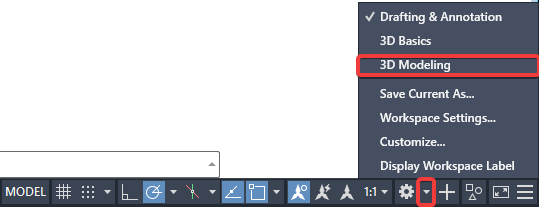 Drafting & Annotation
3D Basics
3D Modeling
Save Current As...
Workspace Settings...
Customize...
Display Workspace Label
MODEL 1:1